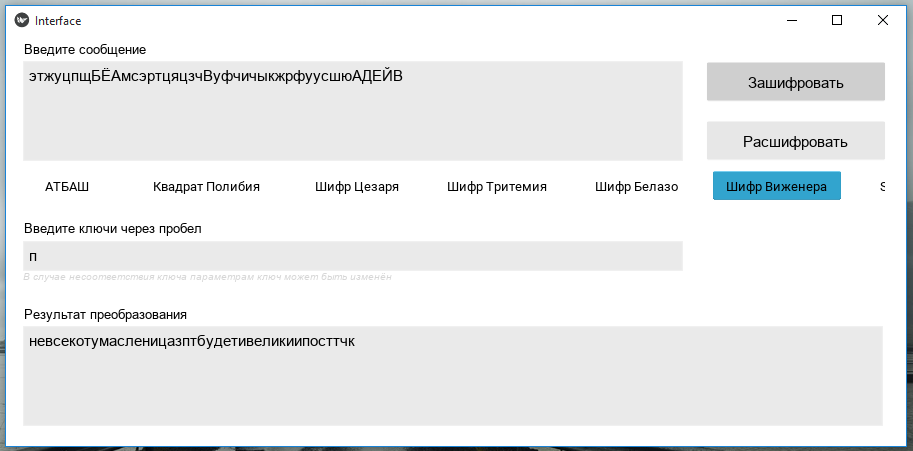 Interface
Введите сообщение
этжуцпщБЁАмсэртцяцзчВуфчичыкжрфуусшюАДЕЙВ
Зашифровать
Расшифровать
АТБАШ Квадрат Полибия Шифр Цезаря Шифр Тритемия Шифр Белазо Шифр Виженера
Введите ключи через пробел
п
В случае несоответствия ключа параметрам ключ может быть изменён
Результат преобразования
невсекотумасленицазптбудетивеликиипосттчк